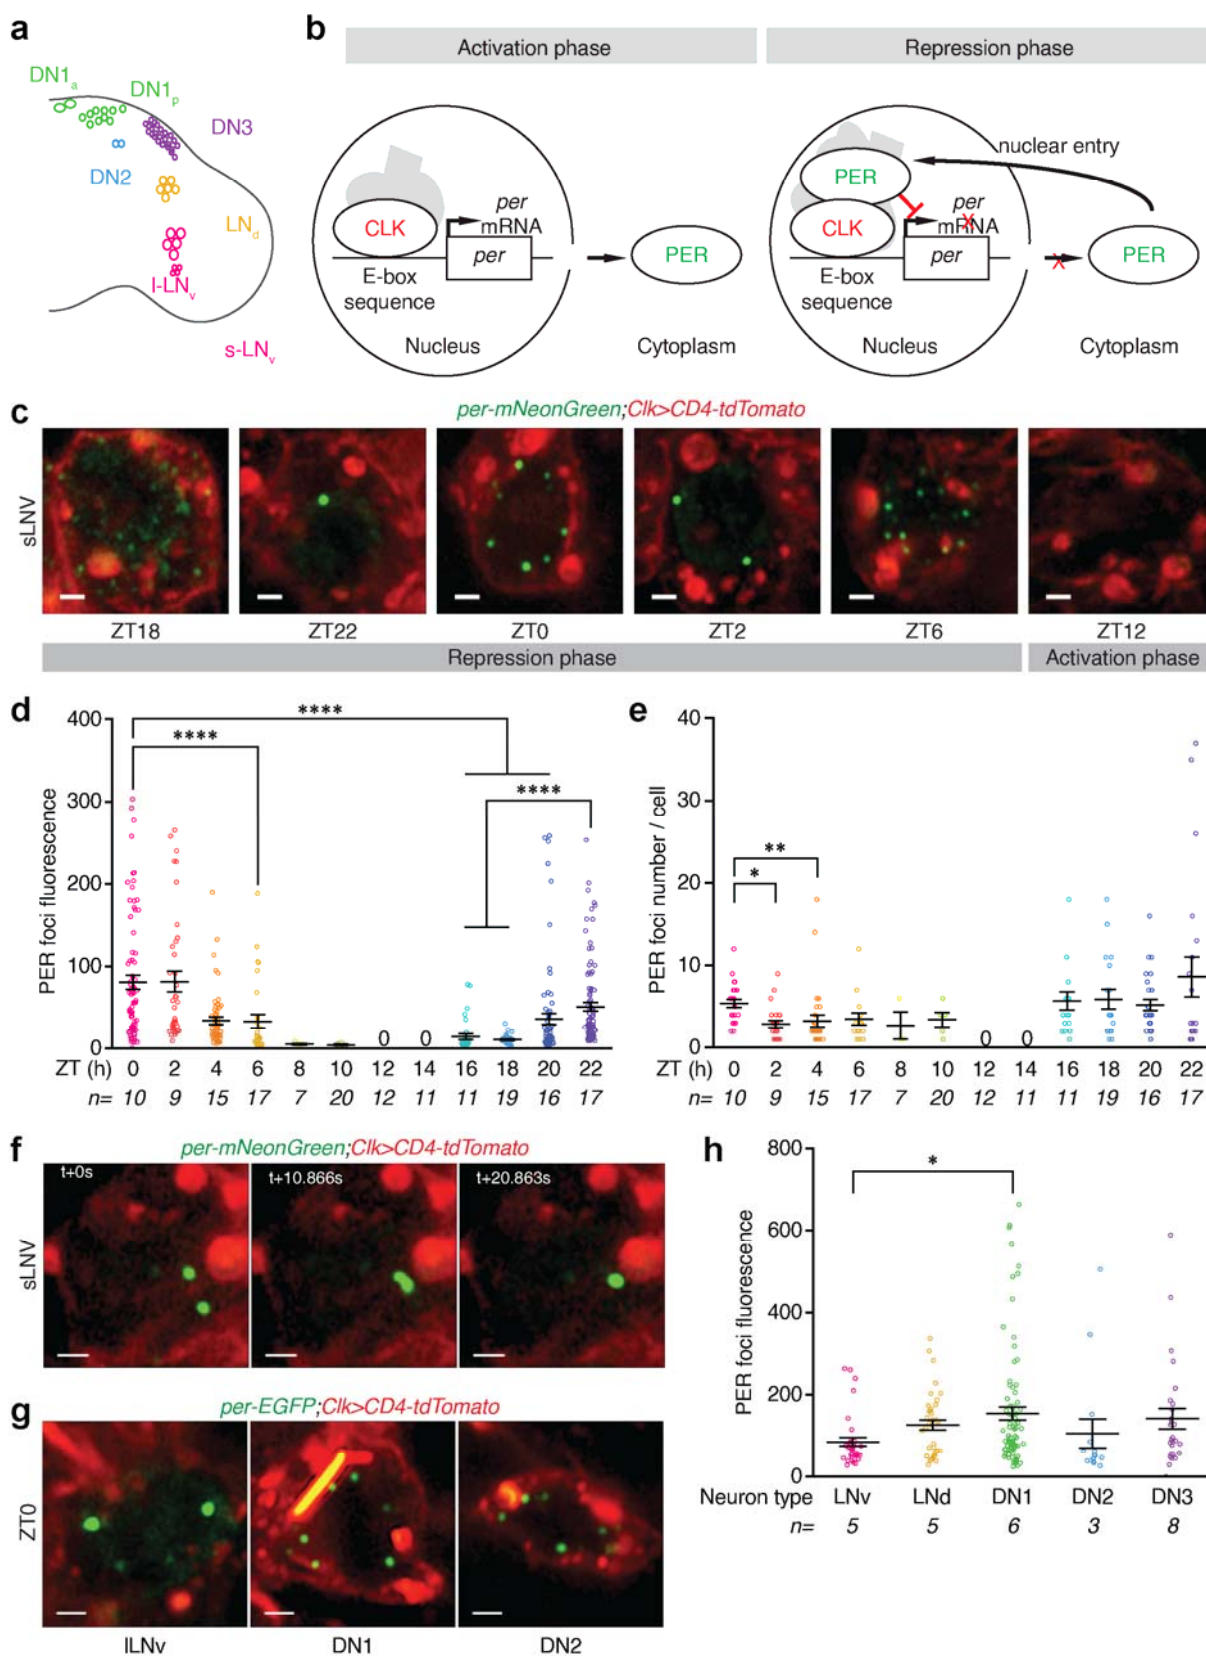 a
DN1a
DN1p
DN3
DN2
LNd
l-LNv
s-LNv
b
Activation phase
Repression phase
CLK
per
mRNA
per
E-box
sequence
Nucleus
PER
Cytoplasm
nuclear entry
PER
CLK
per
mRNA
X
per
E-box
sequence
Nucleus
X
PER
Cytoplasm
c
per-mNeonGreen;Clk>CD4-tdTomato
sLNV
ZT18 ZT22 ZT0 ZT2 ZT6 ZT12
Repression phase Activation phase
d
PER foci fluorescence
400
300
200
100
0
****
****
****
0 0
ZT (h) 0 2 4 6 8 10 12 14 16 18 20 22
n= 10 9 15 17 7 20 12 11 11 19 16 17
e
PER foci number / cell
40
30
20
10
0
**
*
0 0
ZT (h) 0 2 4 6 8 10 12 14 16 18 20 22
n= 10 9 15 17 7 20 12 11 11 19 16 17
f
per-mNeonGreen;Clk>CD4-tdTomato
sLNV
t+0s t+10.866s t+20.863s
g
per-EGFP;Clk>CD4-tdTomato
ZT0
lLNv DN1 DN2
h
PER foci fluorescence
800
600
400
200
0
*
Neuron type LNv LNd DN1 DN2 DN3
n= 5 5 6 3 8